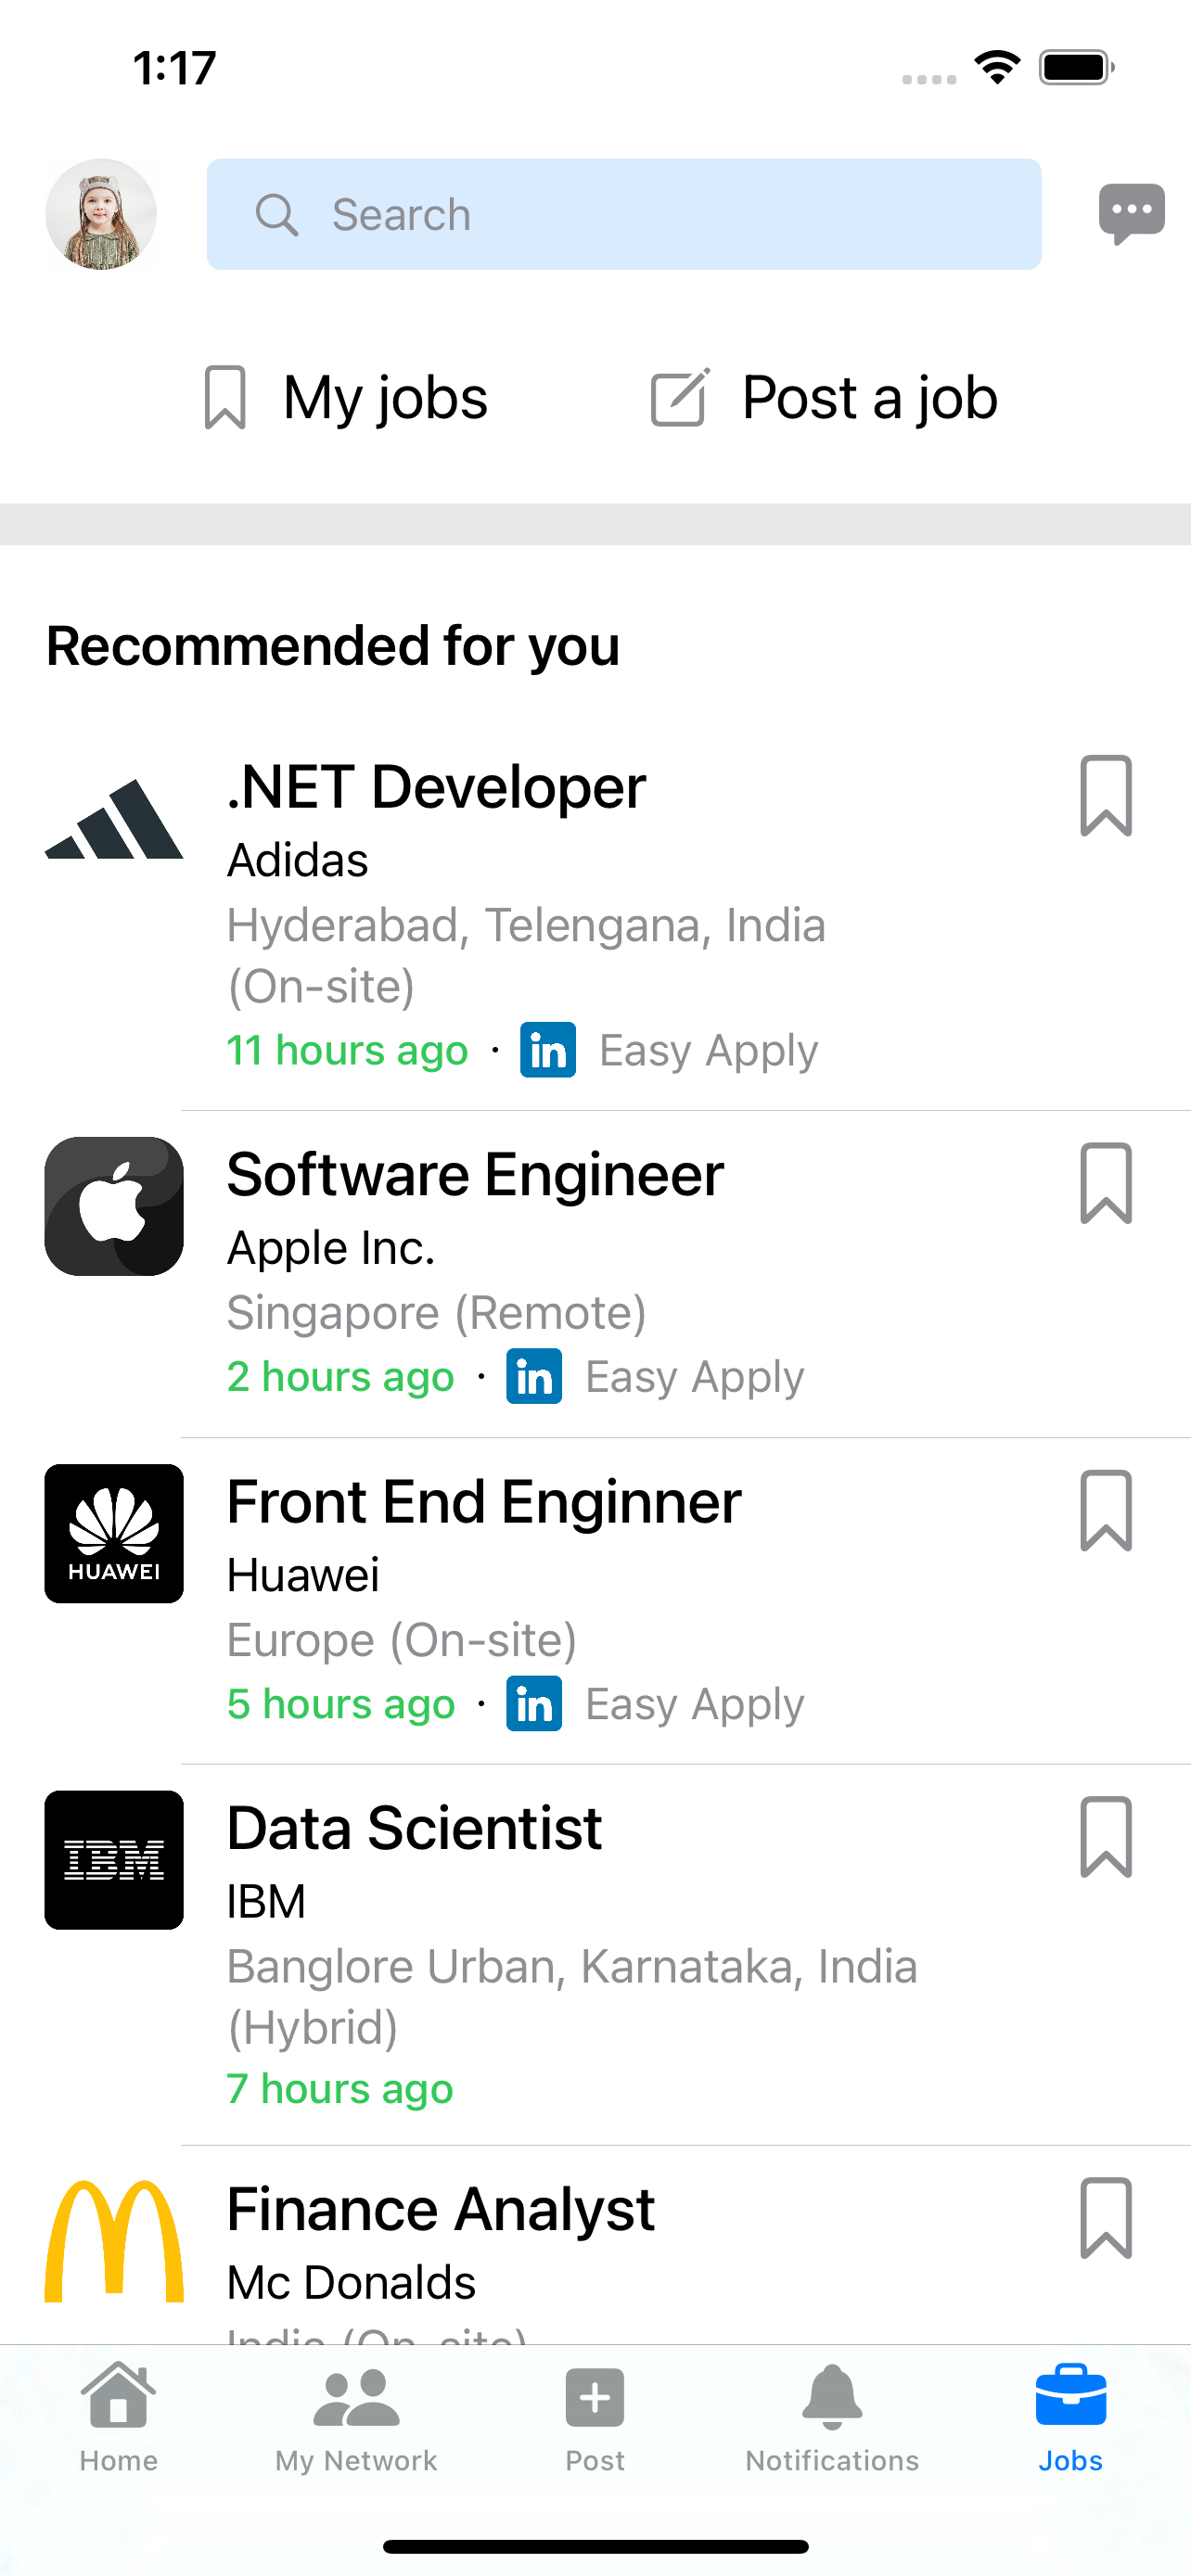 1:17
Search
My jobs
Post a job
Recommended for you
.NET Developer
Adidas
Hyderabad, Telengana, India
(On-site)
11 hours ago · in Easy Apply
Software Engineer
Apple Inc.
Singapore (Remote)
2 hours ago · in Easy Apply
Front End Enginner
HUAWEI
Huawei
Europe (On-site)
5 hours ago · in Easy Apply
Data Scientist
IBM
IBM
Banglore Urban, Karnataka, India
(Hybrid)
7 hours ago
Finance Analyst
Mc Donalds
India (On-site)
Home
My Network
Post
Notifications
Jobs